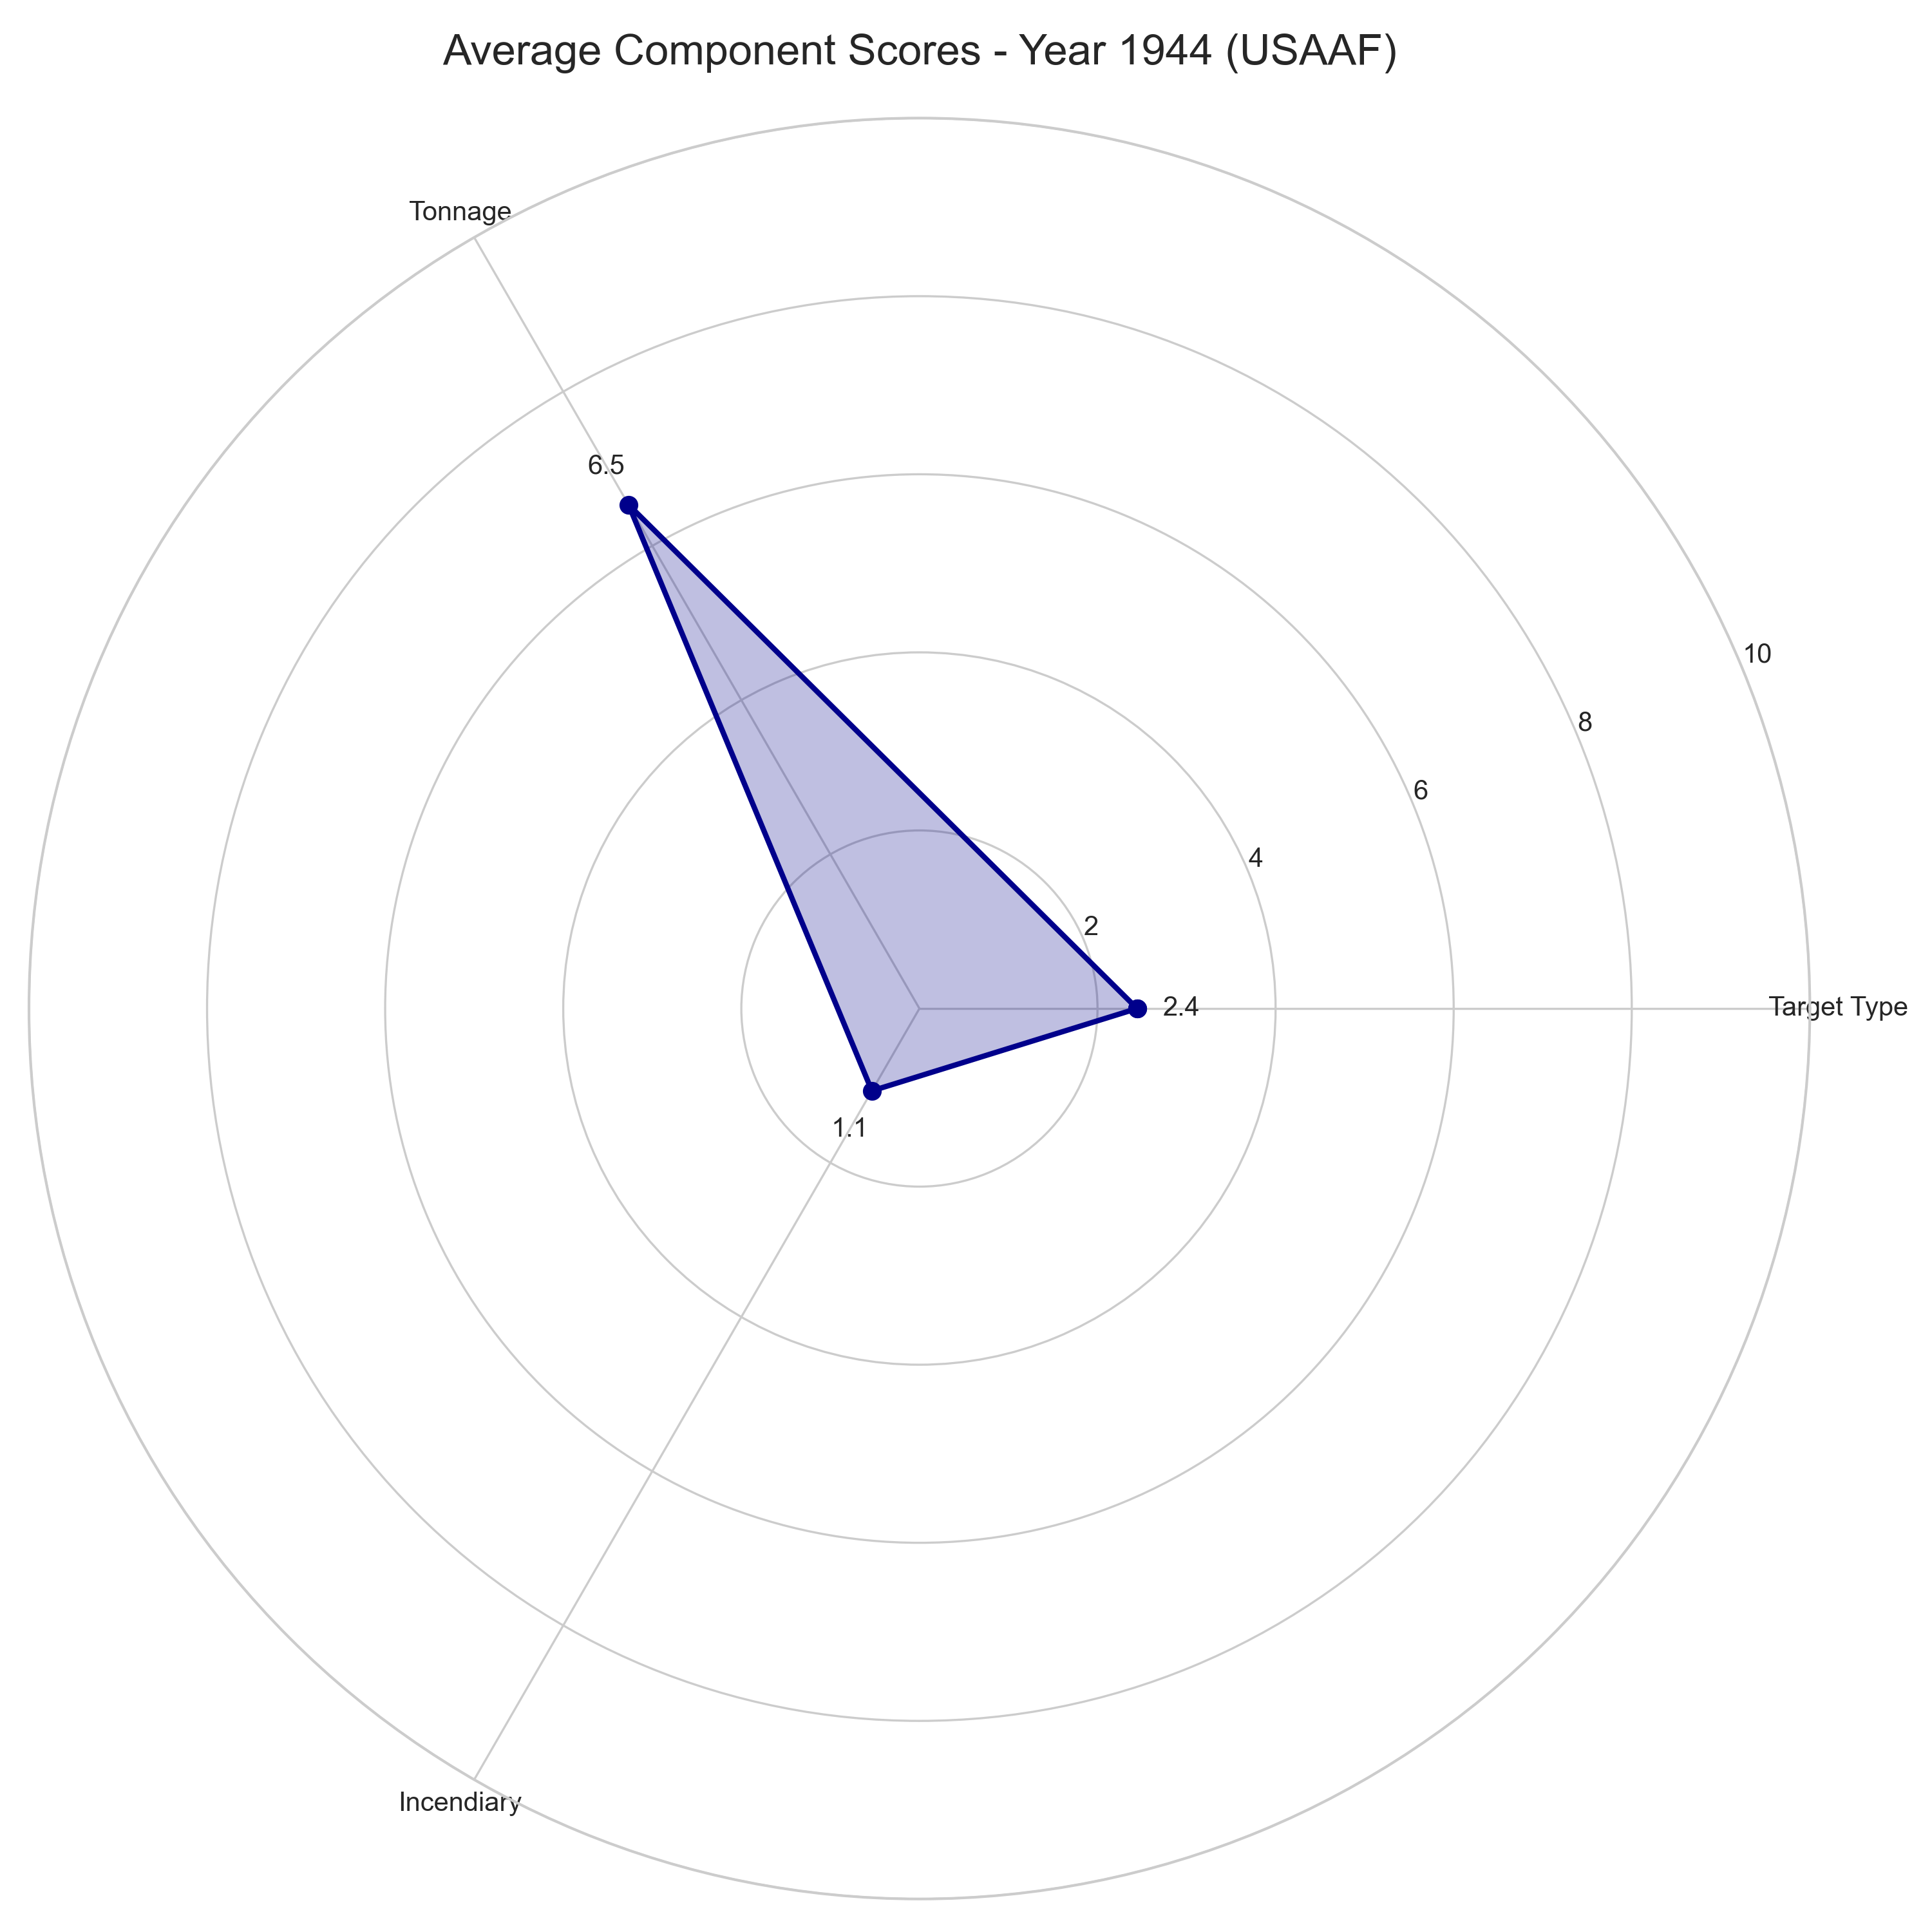 Average Component Scores - Year 1944 (USAAF)
Tonnage
6.5
10
8
6
4
2
2.4
Target Type
1.1
Incendiary